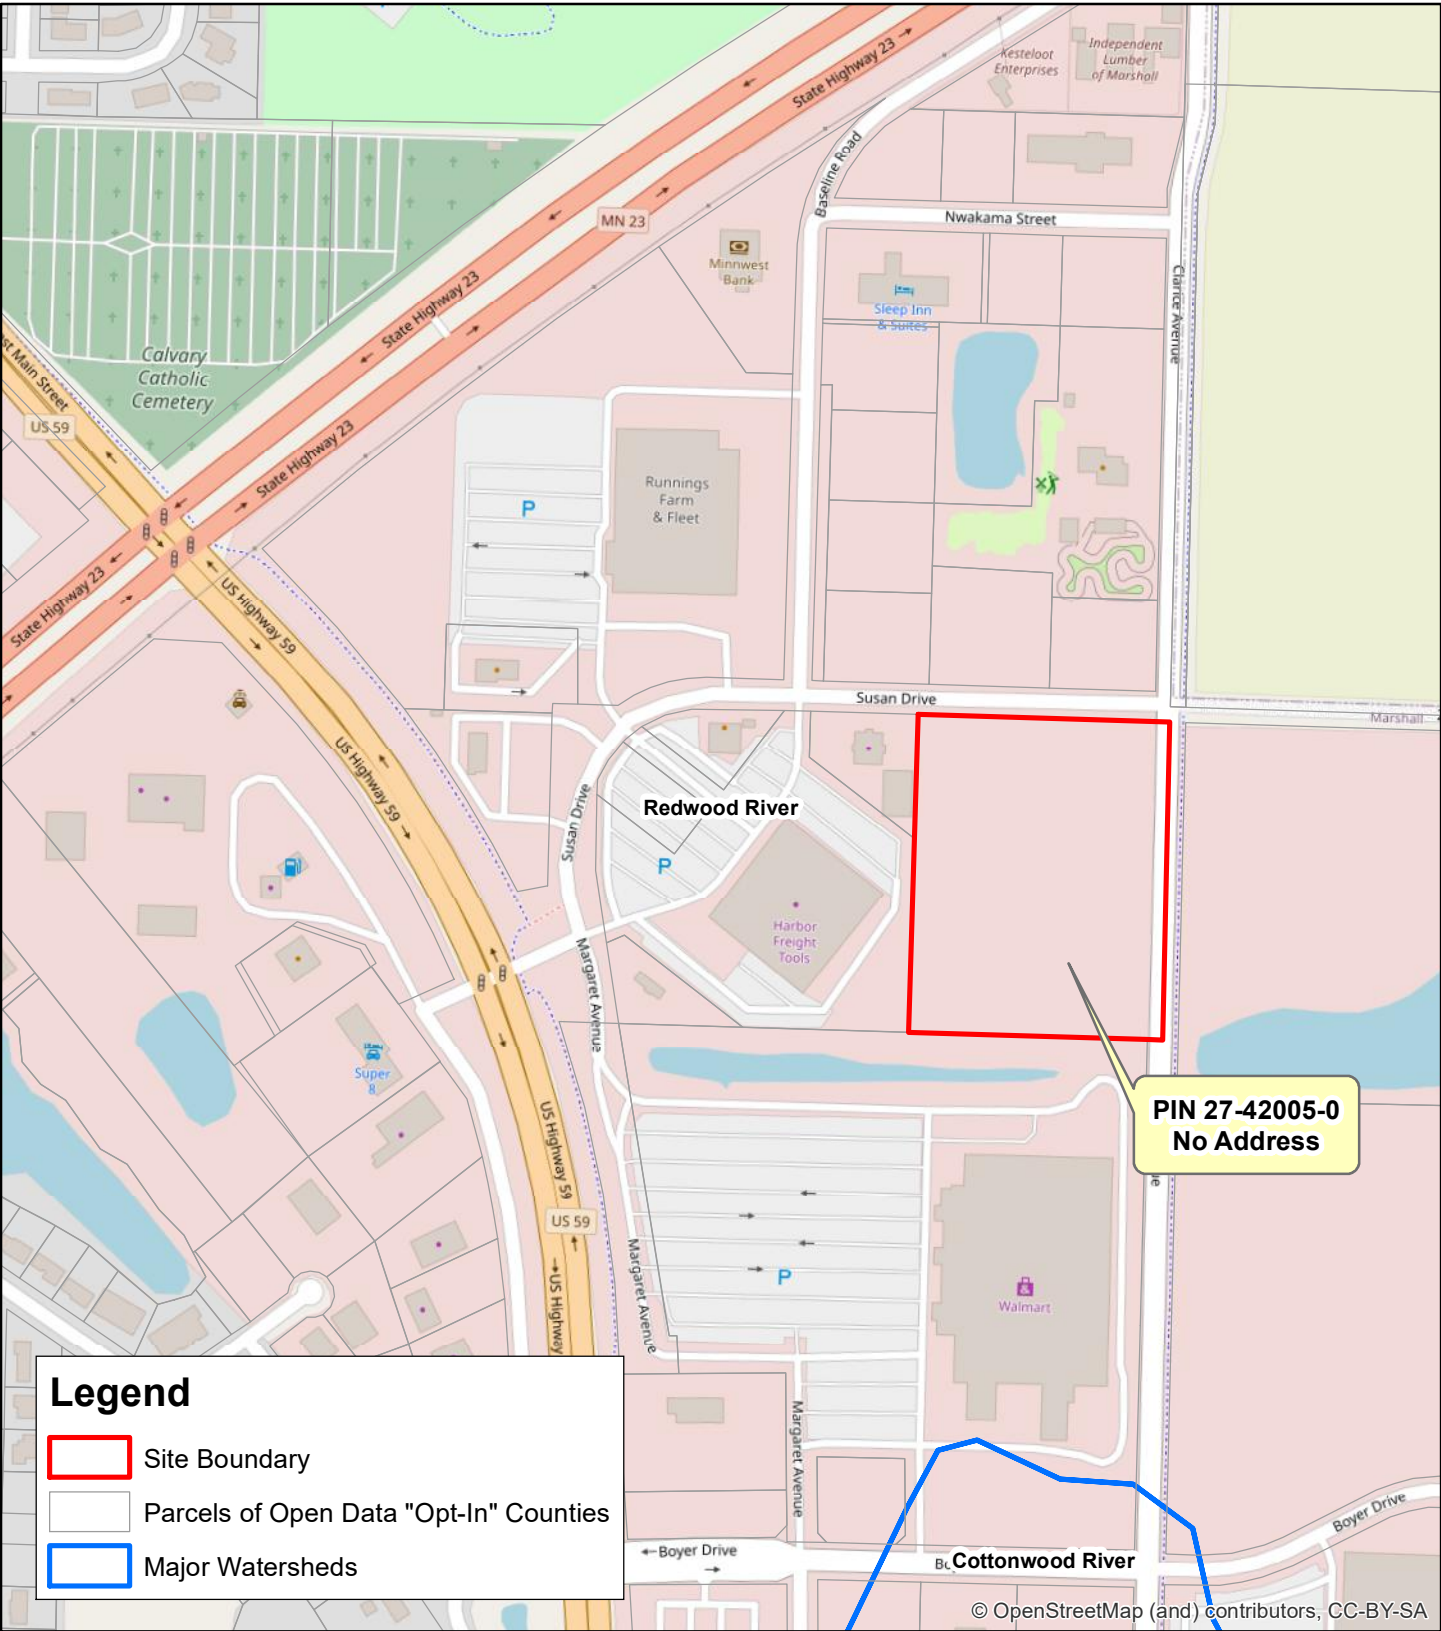 Kesteloot
Enterprises
Independent
Lumber
of Marshall
State Highway 23
Baseline Road
MN 23
Nwakama Street
Minnwest
Bank
Sleep Inn
& Suites
Clarice Avenue
State Highway 23
Calvary
Catholic
Cemetery
Main Street
US 59
State Highway 23
Runnings
Farm
& Fleet
P
State Highway 23
US Highway 59
Susan Drive
Marshall
US Highway 59
Redwood River
Susan Drive
P
Harbor
Freight
Tools
Margaret Avenue
Super
8
PIN 27-42005-0
No Address
US Highway 59
US 59
Margaret Avenue
P
Walmart
US Highway
Margaret Avenue
Legend
Site Boundary
Parcels of Open Data "Opt-In" Counties
Major Watersheds
Boyer Drive
Boyer Drive
Cottonwood River
© OpenStreetMap (and) contributors, CC-BY-SA